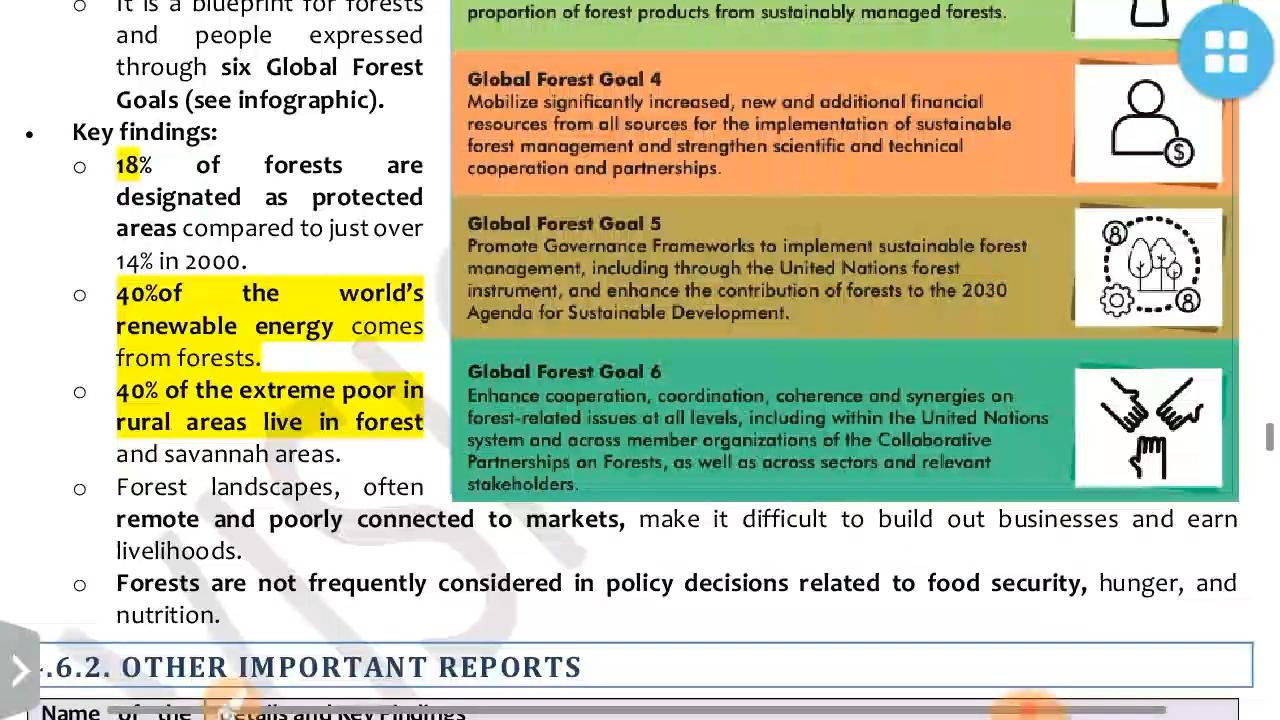 It is a blueprint for forests
and people expressed
through six Global Forest
Goals (see infographic).
• Key findings:
o 18% of forests are
designated as protected
areas compared to just over
14% in 2000.
o 40%of the world's
renewable energy comes
from forests.
o 40% of the extreme poor in
rural areas live in forest
and savannah areas.
o Forest landscapes, often
remote and poorly connected to markets, make it difficult to build out businesses and earn
livelihoods.
o Forests are not frequently considered in policy decisions related to food security, hunger, and
nutrition.
proportion of forest products from sustainably managed forests.
Global Forest Goal 4
Mobilize significantly increased, new and additional financial
resources from all sources for the implementation of sustainable
forest management and strengthen scientific and technical
cooperation and partnerships.
Global Forest Goal 5
Promote Governance Frameworks to implement sustainable forest
management, including through the United Nations forest
instrument, and enhance the contribution of forests to the 2030
Agenda for Sustainable Development.
Global Forest Goal 6
Enhance cooperation, coordination, coherence and synergies on
forest-related issues at all levels, including within the United Nations
system and across member organizations of the Collaborative
Partnerships on Forests, as well as across sectors and relevant
stakeholders.
.6.2. OTHER IMPORTANT REPORTS
Name of the Details and Key Findings